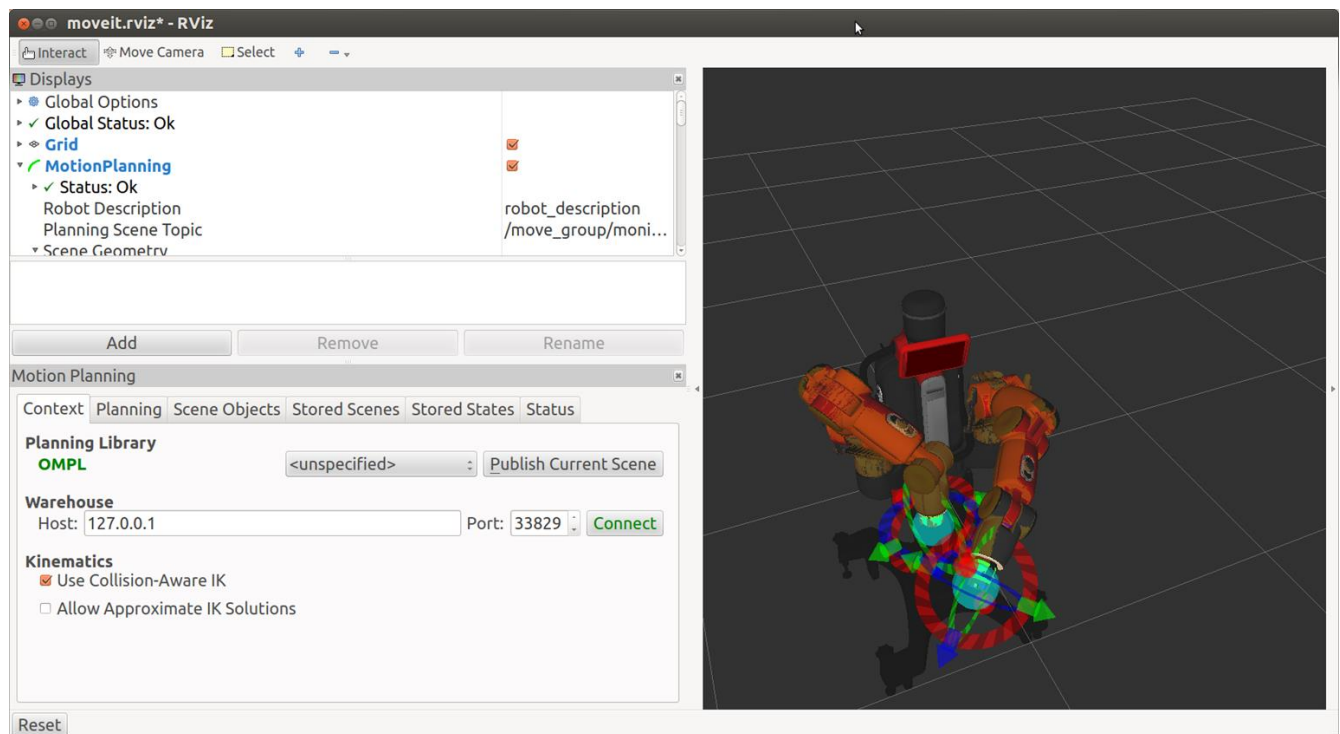 moveit.rviz* - RViz
Interact Move Camera Select
Displays
Global Options
Global Status: Ok
Grid
MotionPlanning
Status: Ok
Robot Description robot_description
Planning Scene Topic /move_group/moni...
Scene Geometry
Add Remove Rename
Motion Planning
Context Planning Scene Objects Stored Scenes Stored States Status
Planning Library
OMPL <unspecified> Publish Current Scene
Warehouse
Host: 127.0.0.1 Port: 33829 Connect
Kinematics
Use Collision-Aware IK
Allow Approximate IK Solutions
Reset